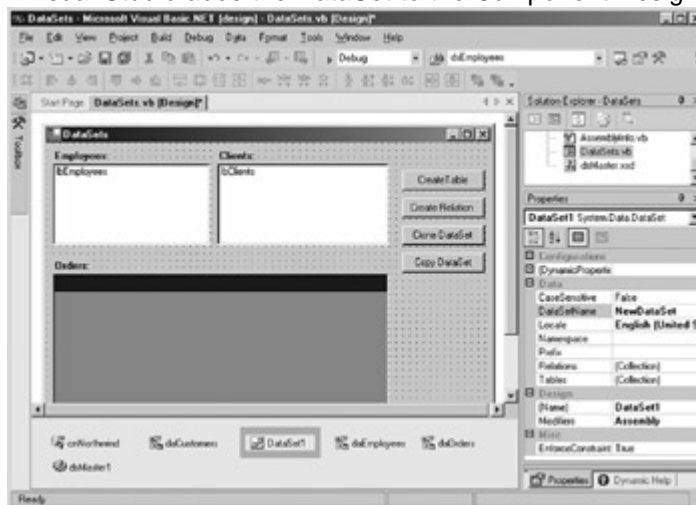 DataSets - Microsoft Visual Basic.NET [design] - DataSets.vb [Design]*
File Edit View Project Build Debug Data Format Tools Window Help
Debug
dsEmployees
Start Page DataSets.vb [Design]*
Toolbox
DataSets
Employees:
Clients:
lbEmployees
lbClients
Create Table
Create Relation
Clone DataSet
Copy DataSet
Orders:
cnNorthwind
daCustomers
DataSet1
daEmployees
daOrders
dsMaster1
Solution Explorer - DataSets
AssemblyInfo.vb
DataSets.vb
dsMaster.xsd
Properties
DataSet1 System.Data.DataSet
Configurations
(DynamicProperties
Data
CaseSensitive False
DataSetName NewDataSet
Locale English (United S
Namespace
Prefix
Relations (Collection)
Tables (Collection)
Design
(Name) DataSet1
Modifiers Assembly
Misc
EnforceConstraint True
Properties Dynamic Help
Ready